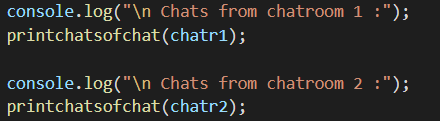 console.log("\n Chats from chatroom 1 :");
printchatsofchat(chatr1);
console.log("\n Chats from chatroom 2 :");
printchatsofchat(chatr2);